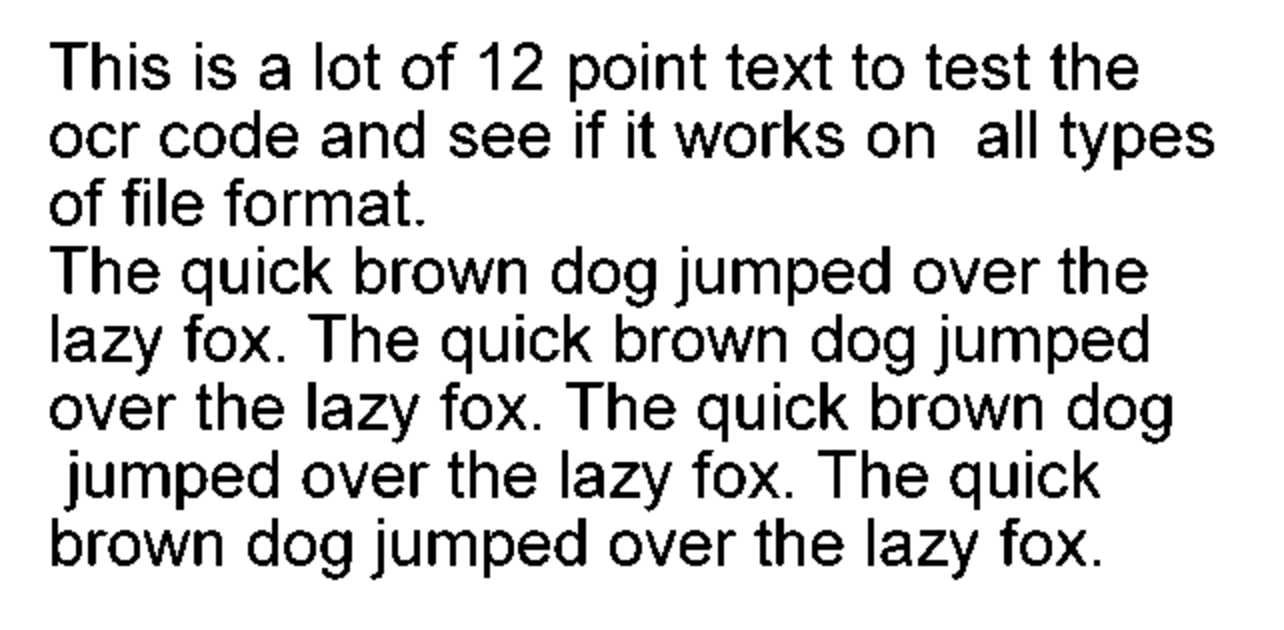 This is a lot of 12 point text to test the
ocr code and see if it works on  all types
of file format.
The quick brown dog jumped over the
lazy fox. The quick brown dog jumped
over the lazy fox. The quick brown dog
 jumped over the lazy fox. The quick
brown dog jumped over the lazy fox.